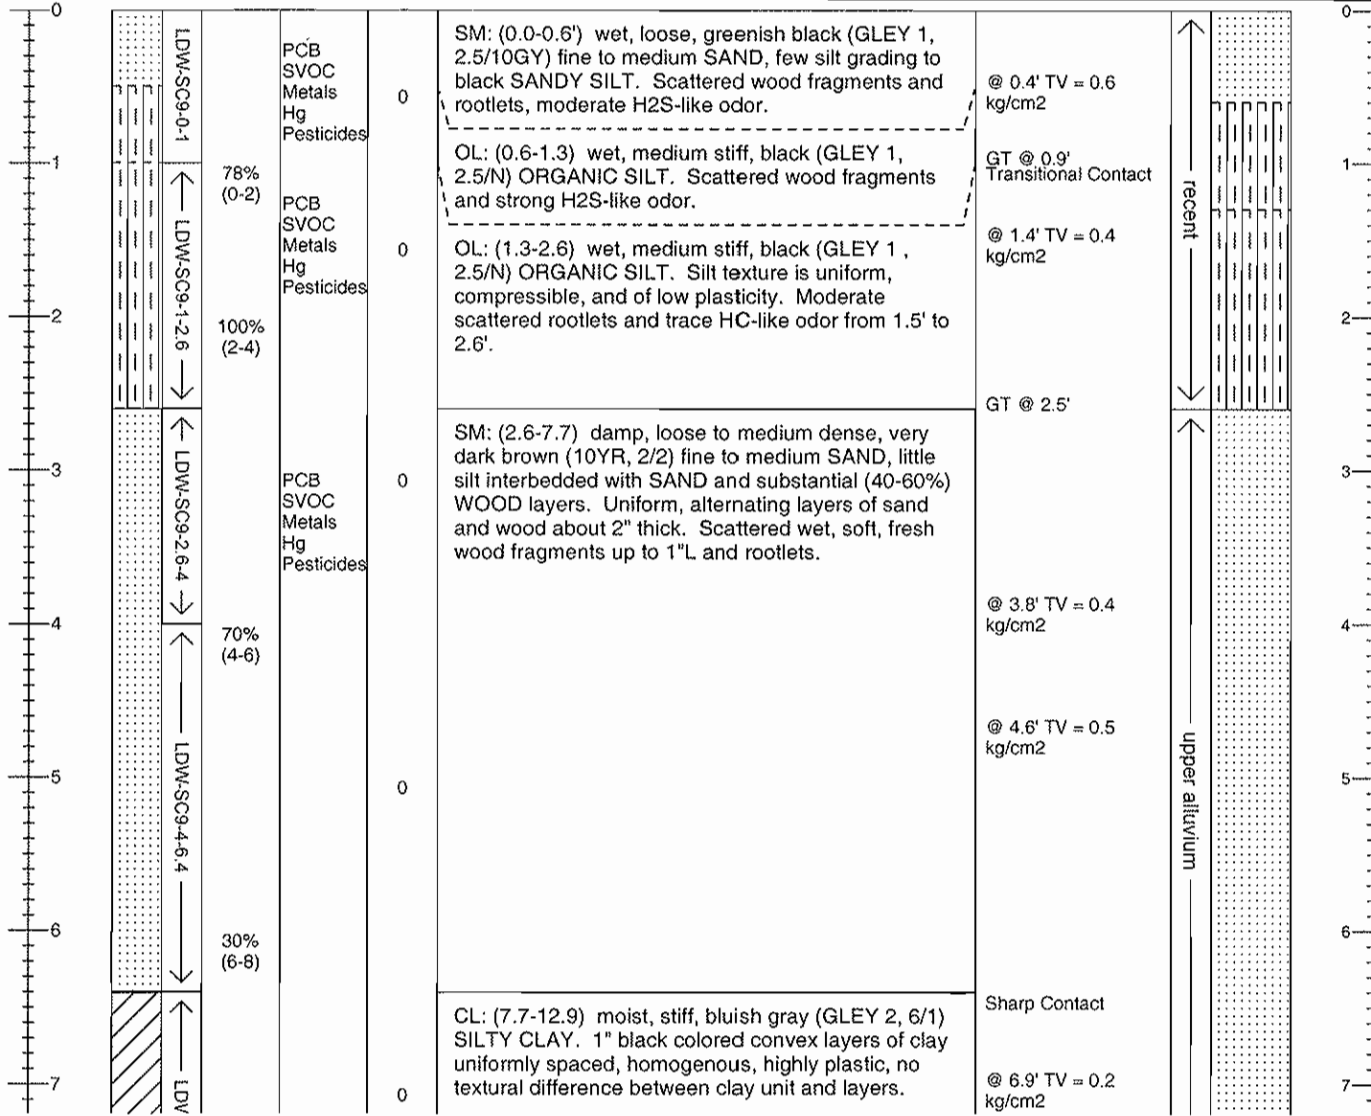 0
1
2
3
4
5
6
7
LDW-SC9-0-1
LDW-SC9-1-2.6
LDW-SC9-2.6-4
LDW-SC9-4-6.4
LDW
78%
(0-2)
100%
(2-4)
70%
(4-6)
30%
(6-8)
PCB
SVOC
Metals
Hg
Pesticides
PCB
SVOC
Metals
Hg
Pesticides
PCB
SVOC
Metals
Hg
Pesticides
0
0
0
0
0
SM: (0.0-0.6') wet, loose, greenish black (GLEY 1,
2.5/10GY) fine to medium SAND, few silt grading to
black SANDY SILT. Scattered wood fragments and
rootlets, moderate H2S-like odor.
OL: (0.6-1.3) wet, medium stiff, black (GLEY 1,
2.5/N) ORGANIC SILT. Scattered wood fragments
and strong H2S-like odor.
OL: (1.3-2.6) wet, medium stiff, black (GLEY 1 ,
2.5/N) ORGANIC SILT. Silt texture is uniform,
compressible, and of low plasticity. Moderate
scattered rootlets and trace HC-like odor from 1.5' to
2.6'.
SM: (2.6-7.7) damp, loose to medium dense, very
dark brown (10YR, 2/2) fine to medium SAND, little
silt interbedded with SAND and substantial (40-60%)
WOOD layers. Uniform, alternating layers of sand
and wood about 2" thick. Scattered wet, soft, fresh
wood fragments up to 1"L and rootlets.
CL: (7.7-12.9) moist, stiff, bluish gray (GLEY 2, 6/1)
SILTY CLAY. 1" black colored convex layers of clay
uniformly spaced, homogenous, highly plastic, no
textural difference between clay unit and layers.
@ 0.4' TV = 0.6
kg/cm2
GT @ 0.9'
Transitional Contact
@ 1.4' TV = 0.4
kg/cm2
GT @ 2.5'
@ 3.8' TV = 0.4
kg/cm2
@ 4.6' TV = 0.5
kg/cm2
Sharp Contact
@ 6.9' TV = 0.2
kg/cm2
recent
upper alluvium
0
1
2
3
4
5
6
7